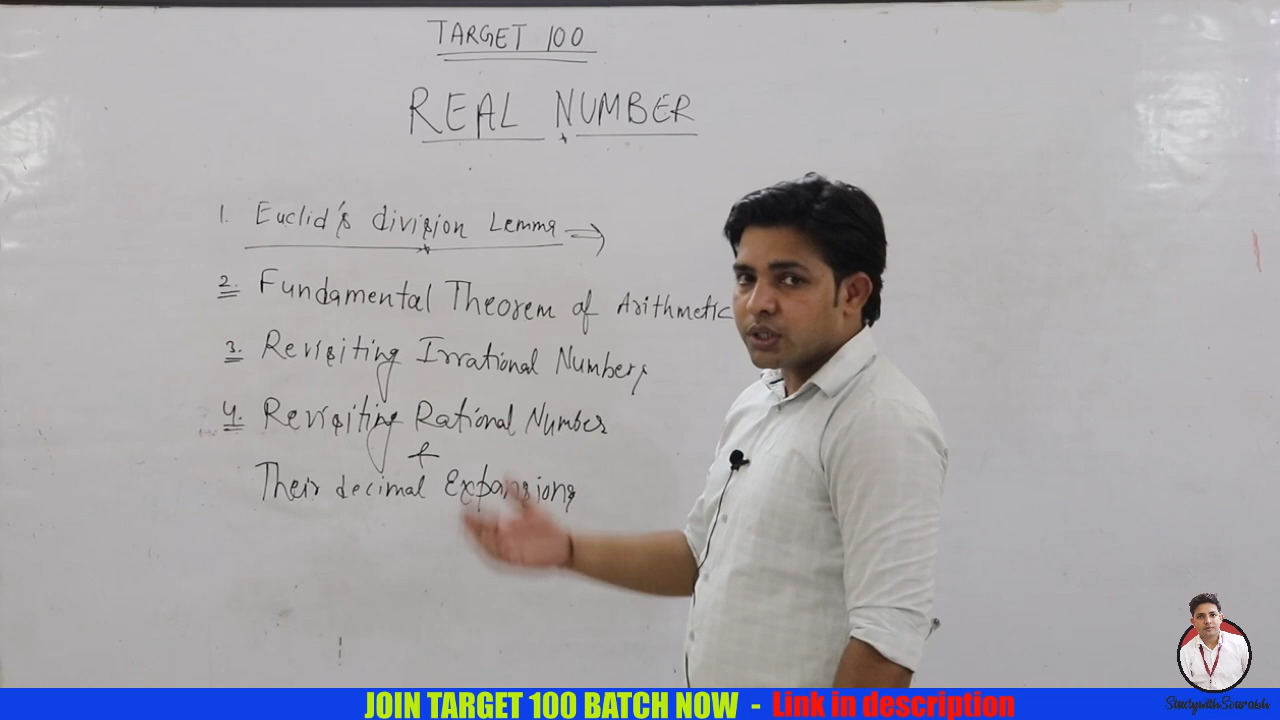 TARGET 100
REAL NUMBER
1. Euclid's division Lemma →
2. Fundamental Theorem of Arithmetic
3. Revisiting Irrational Numbers
4. Revisiting Rational Number
&
Their decimal Expansions
JOIN TARGET 100 BATCH NOW - Link in description
StudywithSourabh